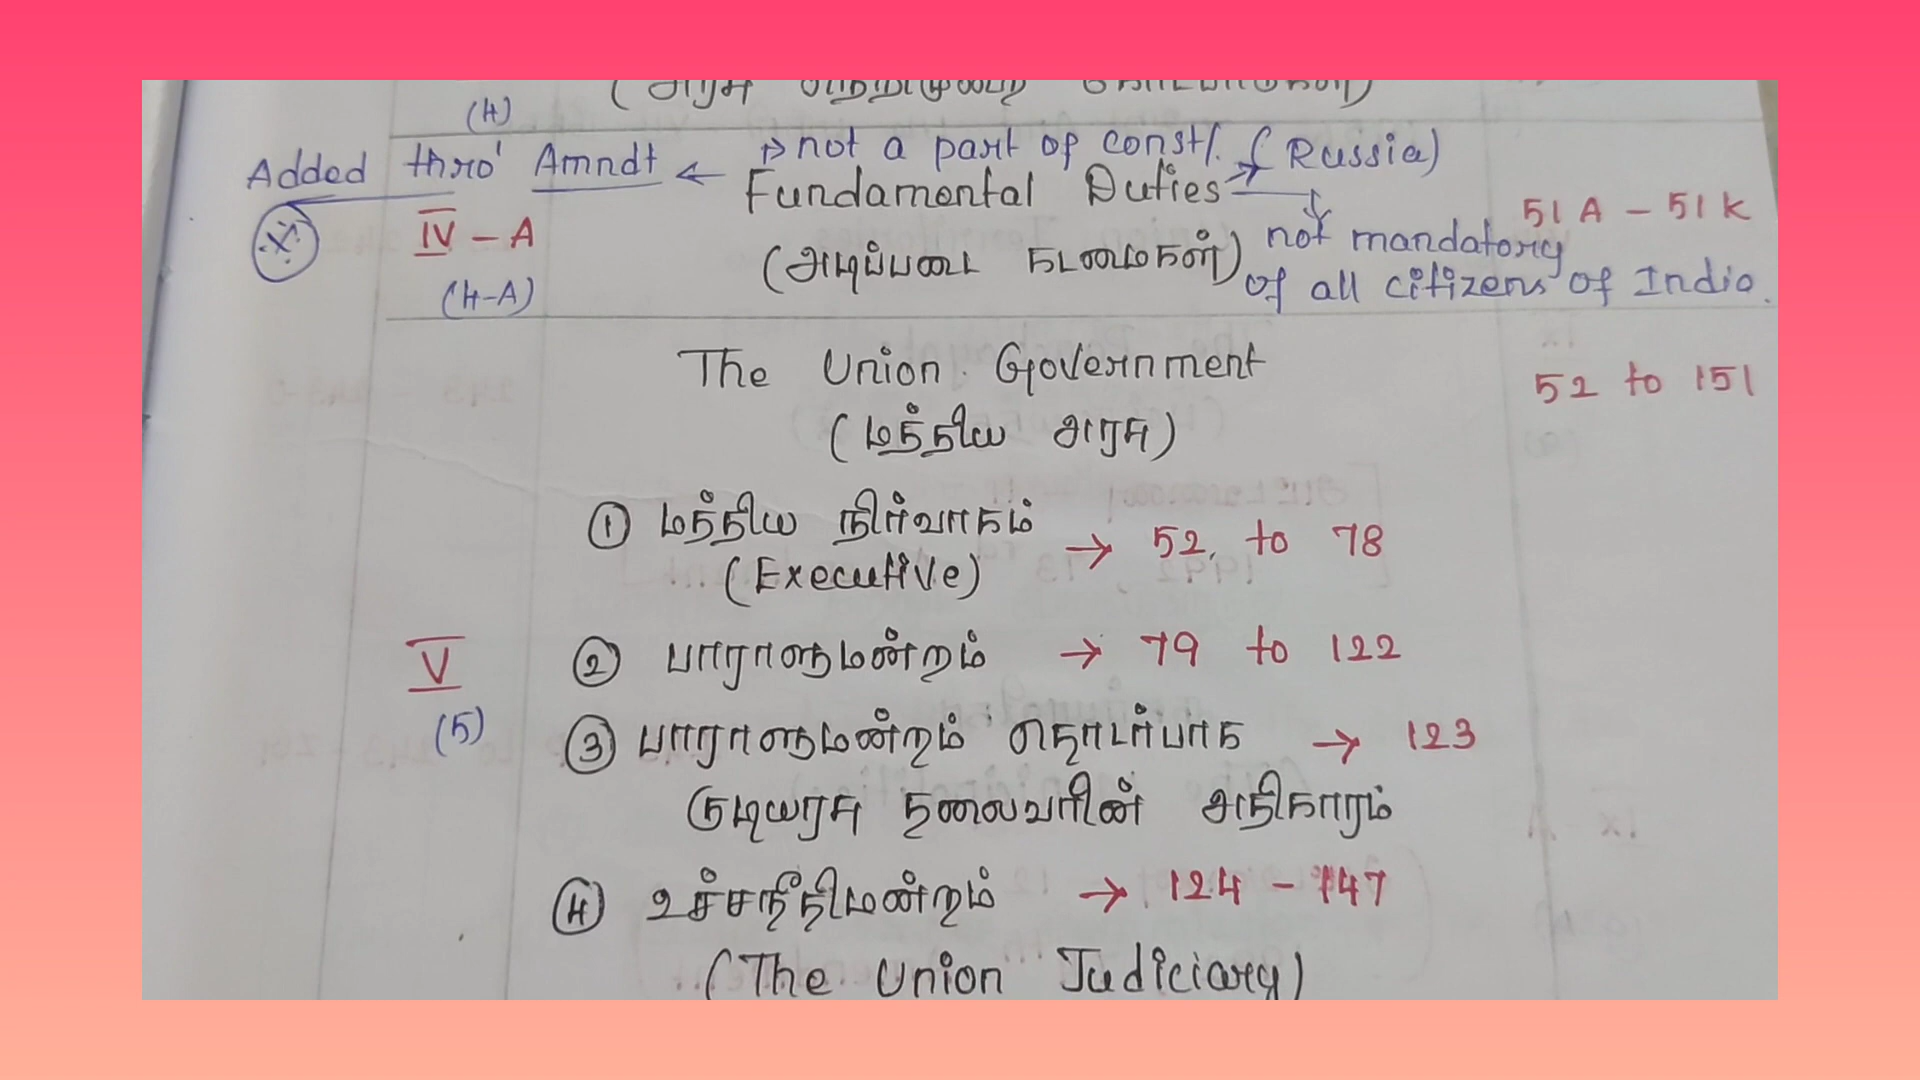 (அரசு நெறிமுறை கோட்பாடுகள்)
(4)
Added thro' Amndt ← → not a part of const/. (Russia)
Fundamental Duties
IV - A
51 A - 51 K
(அடிப்படை கடமைகள்) not mandatory
(4-A)
of all citizens of India.
The Union Government
52 to 151
(மத்திய அரசு)
① மத்திய நிர்வாகம்
(Executive) → 52 to 78
V
② பாராளுமன்றம் → 79 to 122
(5)
③ பாராளுமன்றம் தொடர்பாக → 123
குடியரசு தலைவரின் அதிகாரம்
④ உச்சநீதிமன்றம் → 124 - 147
(The Union Judiciary)